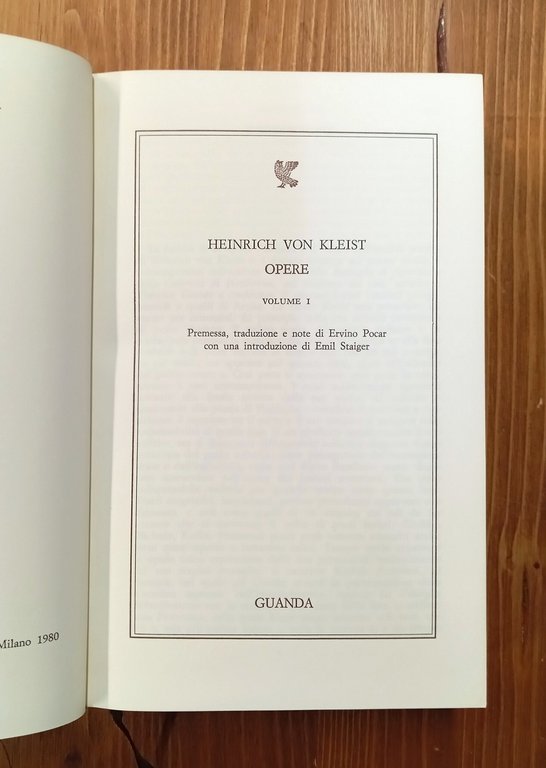 Milano 1980
HEINRICH VON KLEIST
OPERE
VOLUME I
Premessa, traduzione e note di Ervino Pocar
con una introduzione di Emil Staiger
GUANDA